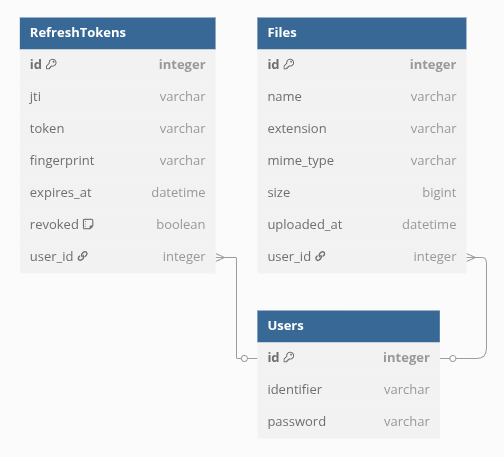 RefreshTokens
id integer
jti varchar
token varchar
fingerprint varchar
expires_at datetime
revoked boolean
user_id integer
Files
id integer
name varchar
extension varchar
mime_type varchar
size bigint
uploaded_at datetime
user_id integer
Users
id integer
identifier varchar
password varchar